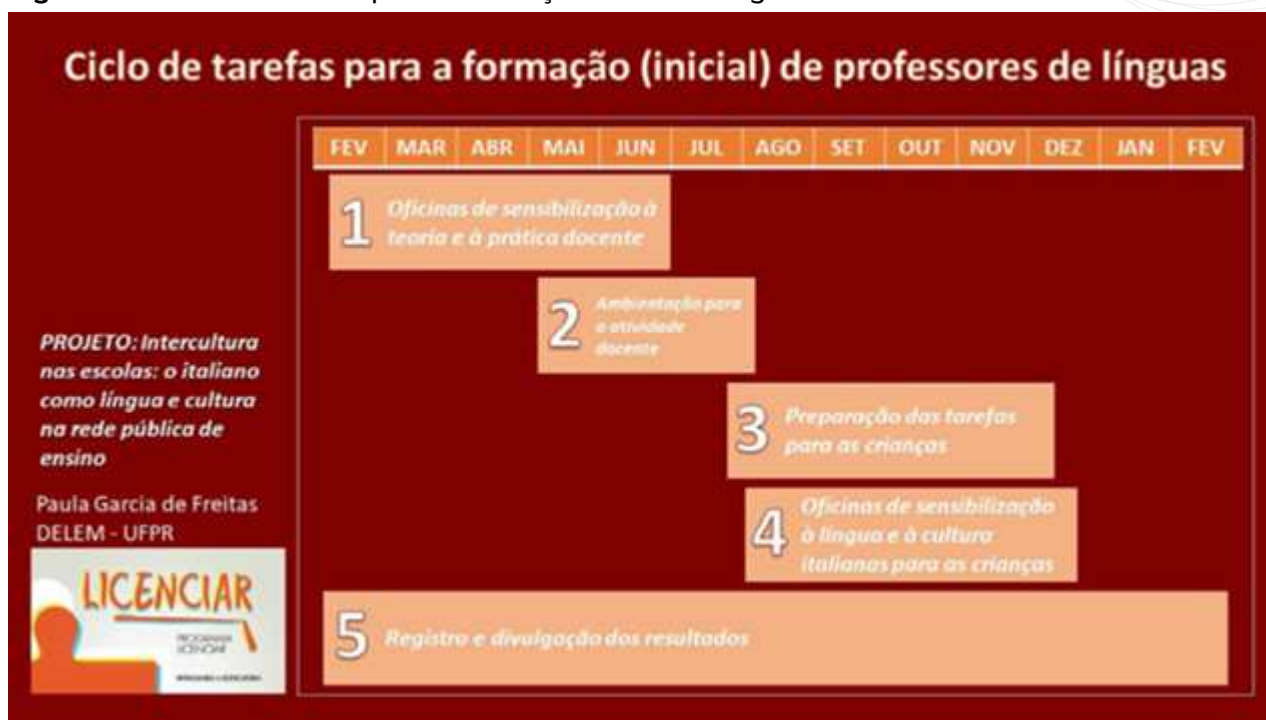 Ciclo de tarefas para a formação (inicial) de professores de línguas
FEV MAR ABR MAI JUN JUL AGO SET OUT NOV DEZ JAN FEV
1 Oficinas de sensibilização à
teoria e à prática docente
2 Ambientação para
a atividade
docente
3 Preparação das tarefas
para as crianças
4 Oficinas de sensibilização
à língua e à cultura
italianas para as crianças
5 Registro e divulgação dos resultados
PROJETO: Intercultura
nas escolas: o italiano
como língua e cultura
na rede pública de
ensino
Paula Garcia de Freitas
DELEM - UFPR
LICENCIAR
PROGRAMA
LICENCIAR